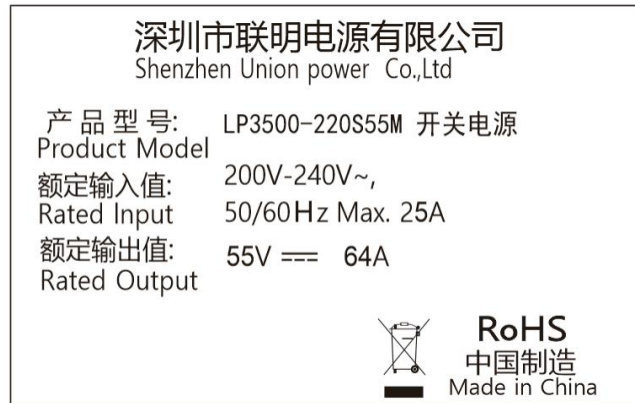 深圳市联明电源有限公司
Shenzhen Union power Co.,Ltd
产品型号: LP3500-220S55M 开关电源
Product Model
额定输入值: 200V-240V~,
Rated Input 50/60Hz Max. 25A
额定输出值: 55V ⎓ 64A
Rated Output
RoHS
中国制造
Made in China